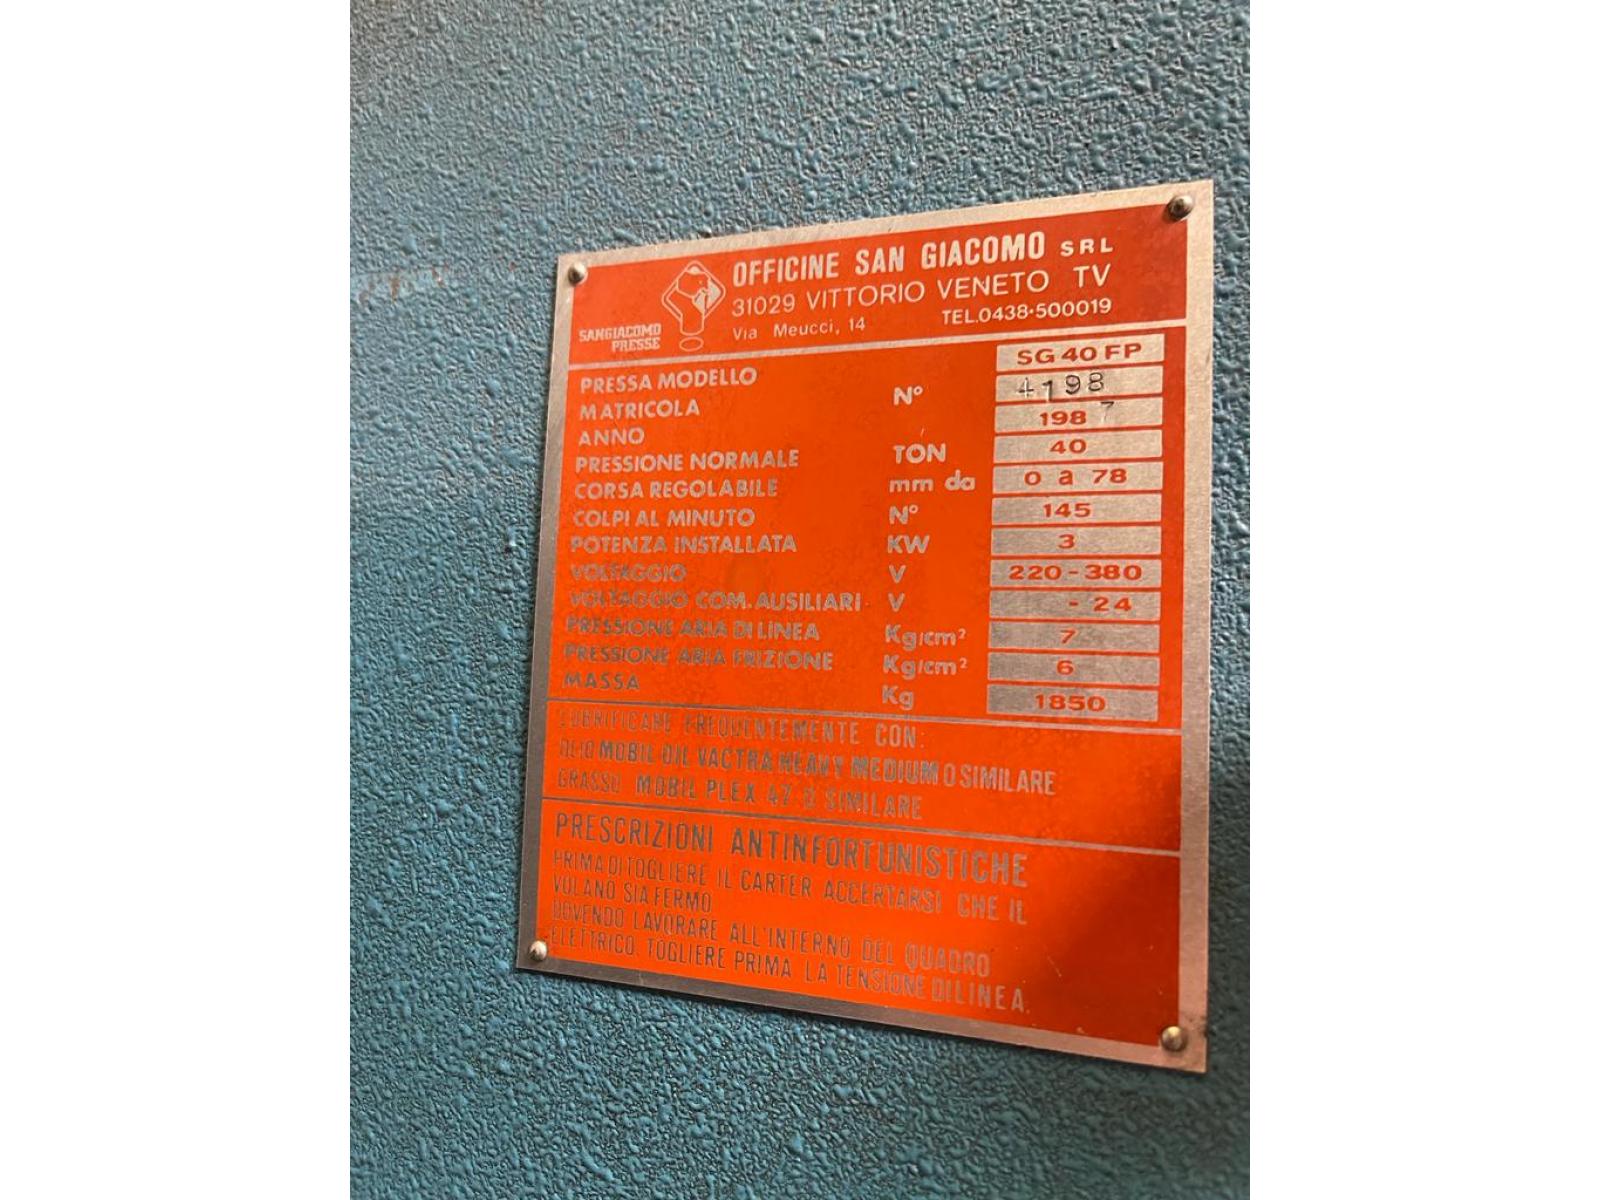 OFFICINE SAN GIACOMO SRL
31029 VITTORIO VENETO TV
Via Meucci, 14 TEL.0438-500019
SANGIACOMO
PRESSE
PRESSA MODELLO SG 40 FP
MATRICOLA N° 4198
ANNO 1987
PRESSIONE NORMALE TON 40
CORSA REGOLABILE mm da 0 a 78
COLPI AL MINUTO N° 145
POTENZA INSTALLATA KW 3
VOLTAGGIO V 220-380
VOLTAGGIO COM. AUSILIARI V - 24
PRESSIONE ARIA DI LINEA Kg/cm² 7
PRESSIONE ARIA FRIZIONE Kg/cm² 6
MASSA Kg 1850
LUBRIFICARE FREQUENTEMENTE CON:
OLIO MOBIL OIL VACTRA HEAVY MEDIUM O SIMILARE
GRASSO MOBIL PLEX 47 O SIMILARE
PRESCRIZIONI ANTINFORTUNISTICHE
PRIMA DI TOGLIERE IL CARTER ACCERTARSI CHE IL
VOLANO SIA FERMO
DOVENDO LAVORARE ALL'INTERNO DEL QUADRO
ELETTRICO, TOGLIERE PRIMA LA TENSIONE DI LINEA.